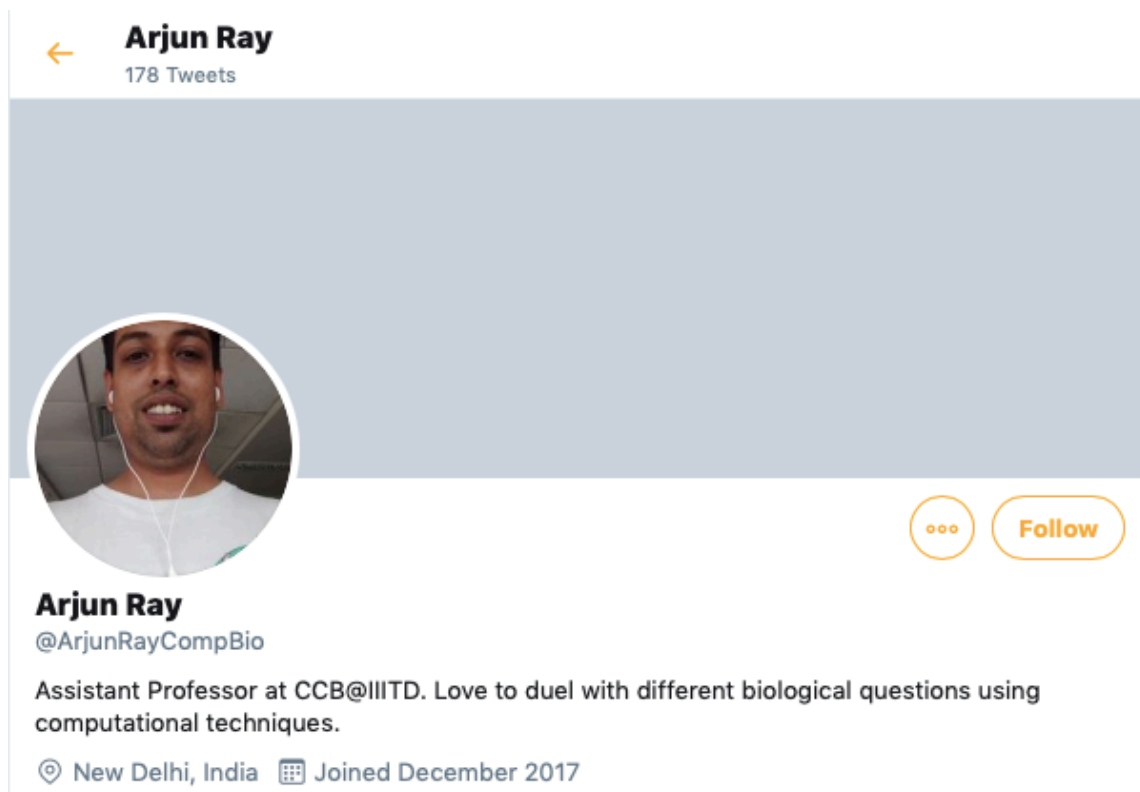 Arjun Ray
178 Tweets
Follow
Arjun Ray
@ArjunRayCompBio
Assistant Professor at CCB@IIITD. Love to duel with different biological questions using
computational techniques.
New Delhi, India Joined December 2017